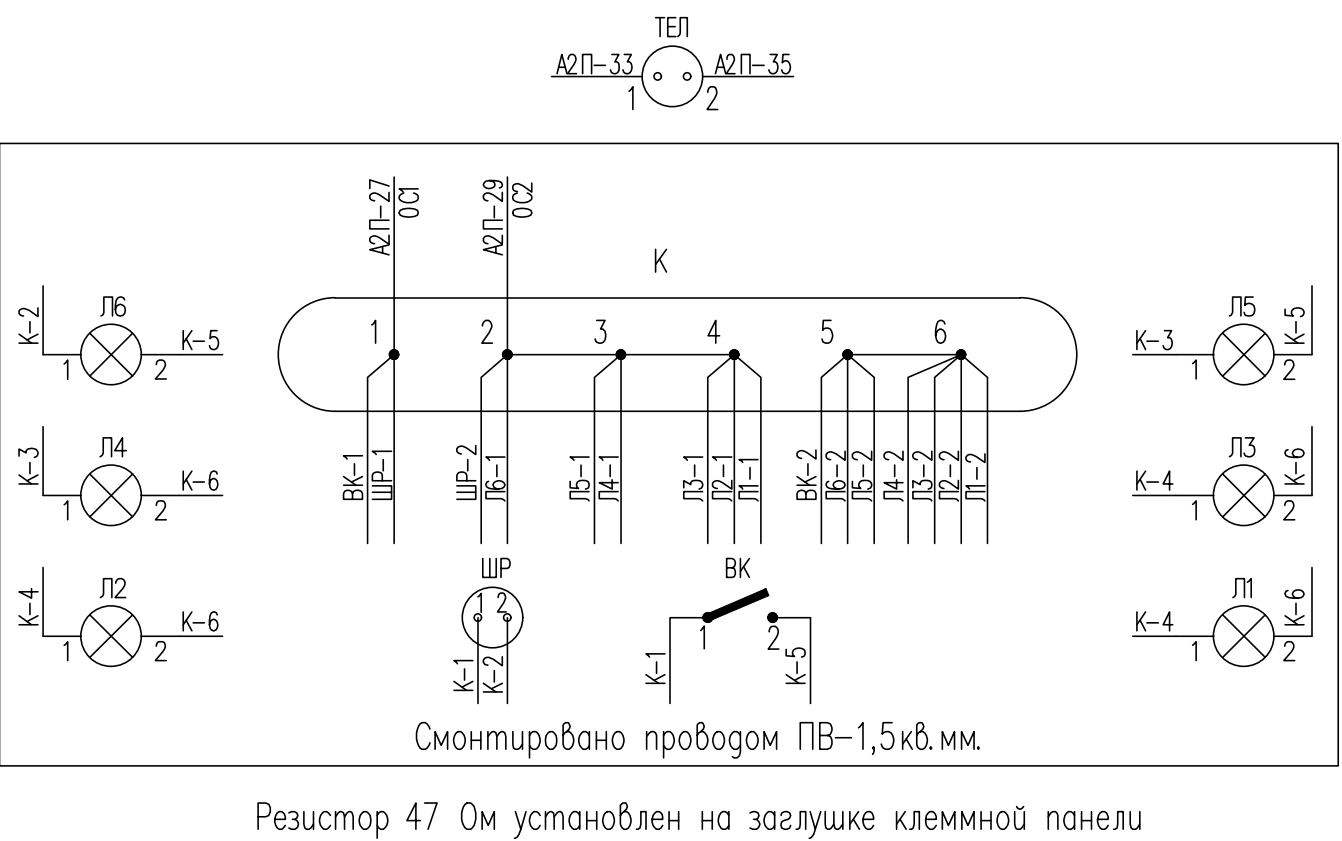 ТЕЛ
А2П-33 А2П-35
1 2
А2П-27 ОС1 А2П-29 ОС2
К
1 2 3 4 5 6
К-2 Л6 К-5
1 2
Л5 К-5
К-3
1 2
К-3 Л4 К-6
1 2
Л3 К-6
К-4
1 2
К-4 Л2 К-6
1 2
Л1 К-6
К-4
1 2
ВК-1 ШР-1 ШР-2 Л6-1 Л5-1 Л4-1 Л3-1 Л2-1 Л1-1 ВК-2 Л6-2 Л5-2 Л4-2 Л3-2 Л2-2 Л1-2
ШР ВК
1 2 1 2
К-1 К-2 К-1 К-5
Смонтировано проводом ПВ-1,5кв.мм.
Резистор 47 Ом установлен на заглушке клеммной панели